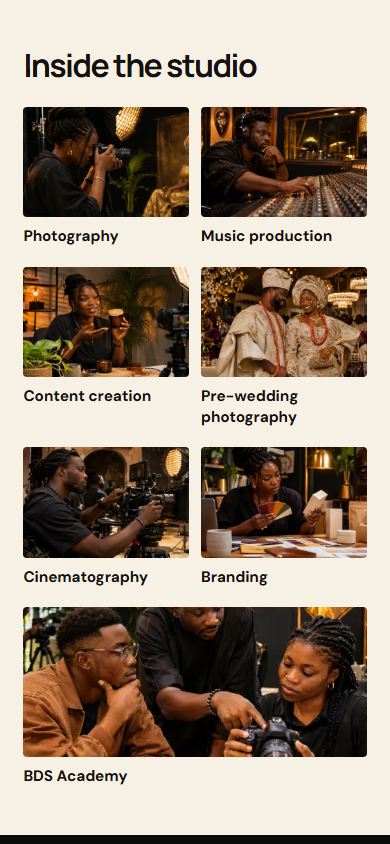 Inside the studio
Photography
Music production
Content creation
Pre-wedding
photography
Cinematography
Branding
BDS Academy